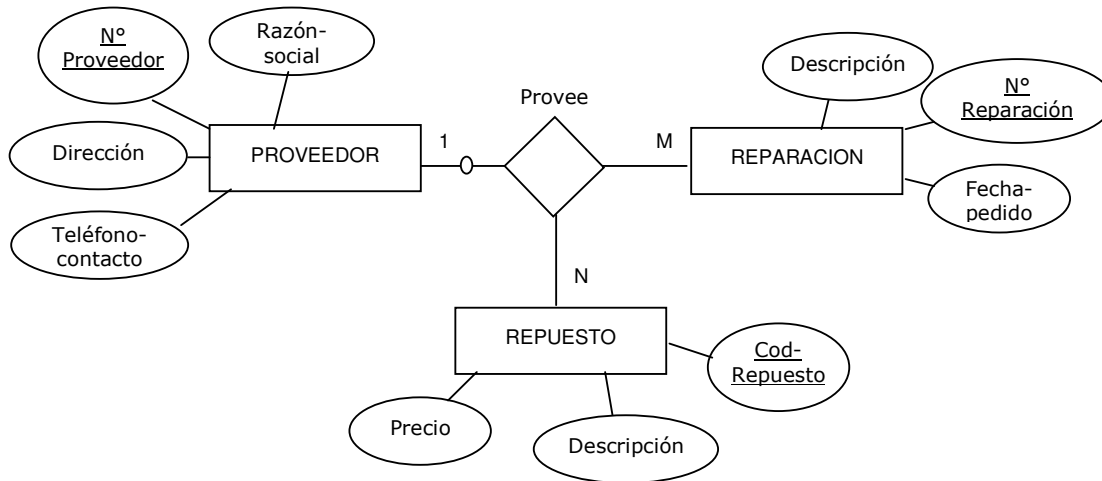 N°
Proveedor
Razón-
social
Descripción
N°
Reparación
Provee
Dirección
PROVEEDOR
1
M
REPARACION
Fecha-
pedido
Teléfono-
contacto
N
REPUESTO
Cod-
Repuesto
Precio
Descripción